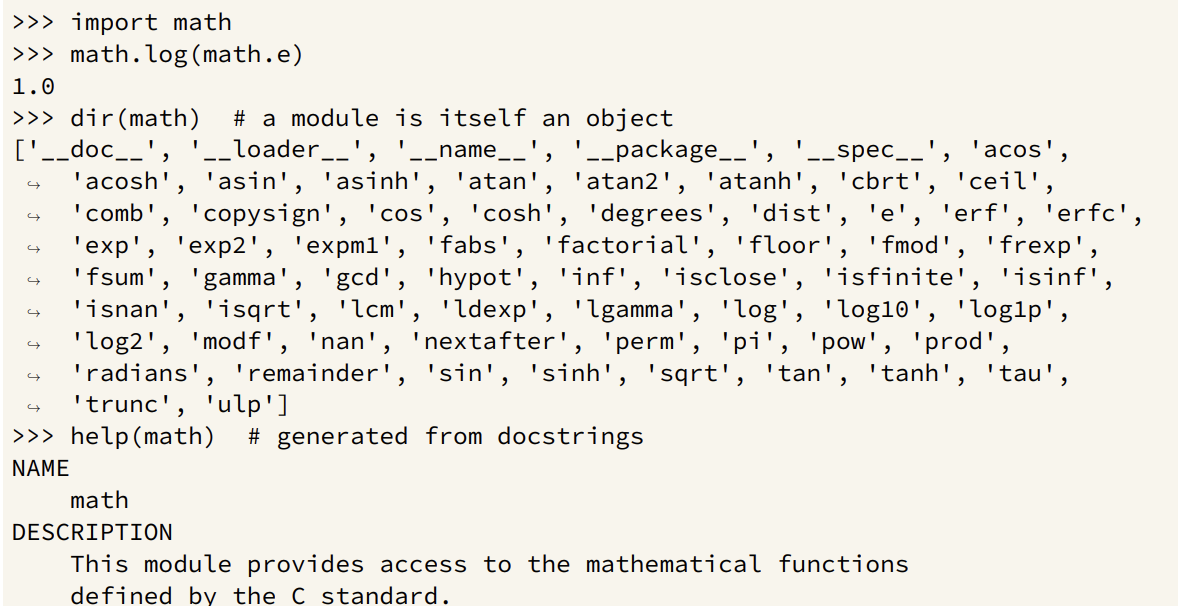 >>> import math
>>> math.log(math.e)
1.0
>>> dir(math)  # a module is itself an object
['__doc__', '__loader__', '__name__', '__package__', '__spec__', 'acos',
↪  'acosh', 'asin', 'asinh', 'atan', 'atan2', 'atanh', 'cbrt', 'ceil',
↪  'comb', 'copysign', 'cos', 'cosh', 'degrees', 'dist', 'e', 'erf', 'erfc',
↪  'exp', 'exp2', 'expm1', 'fabs', 'factorial', 'floor', 'fmod', 'frexp',
↪  'fsum', 'gamma', 'gcd', 'hypot', 'inf', 'isclose', 'isfinite', 'isinf',
↪  'isnan', 'isqrt', 'lcm', 'ldexp', 'lgamma', 'log', 'log10', 'log1p',
↪  'log2', 'modf', 'nan', 'nextafter', 'perm', 'pi', 'pow', 'prod',
↪  'radians', 'remainder', 'sin', 'sinh', 'sqrt', 'tan', 'tanh', 'tau',
↪  'trunc', 'ulp']
>>> help(math)  # generated from docstrings
NAME
    math
DESCRIPTION
    This module provides access to the mathematical functions
    defined by the C standard.